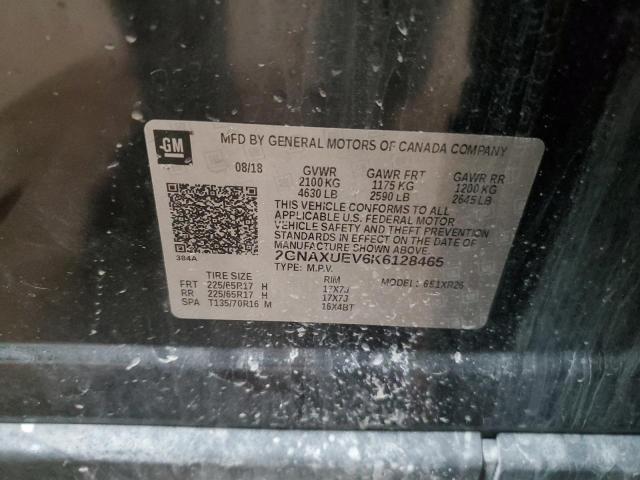 GM
MFD BY GENERAL MOTORS OF CANADA COMPANY
08/18 GVWR GAWR FRT GAWR RR
2100 KG 1175 KG 1200 KG
4630 LB 2590 LB 2645 LB
THIS VEHICLE CONFORMS TO ALL
APPLICABLE U.S. FEDERAL MOTOR
VEHICLE SAFETY AND THEFT PREVENTION
STANDARDS IN EFFECT ON THE DATE OF
MANUFACTURE SHOWN ABOVE.
384A 2GNAXUEV6K6128465
TYPE: M.P.V. MODEL: 6S1XR26
TIRE SIZE RIM
FRT 225/65R17 H 17X7J
RR 225/65R17 H 17X7J
SPA T135/70R16 M 16X4BT